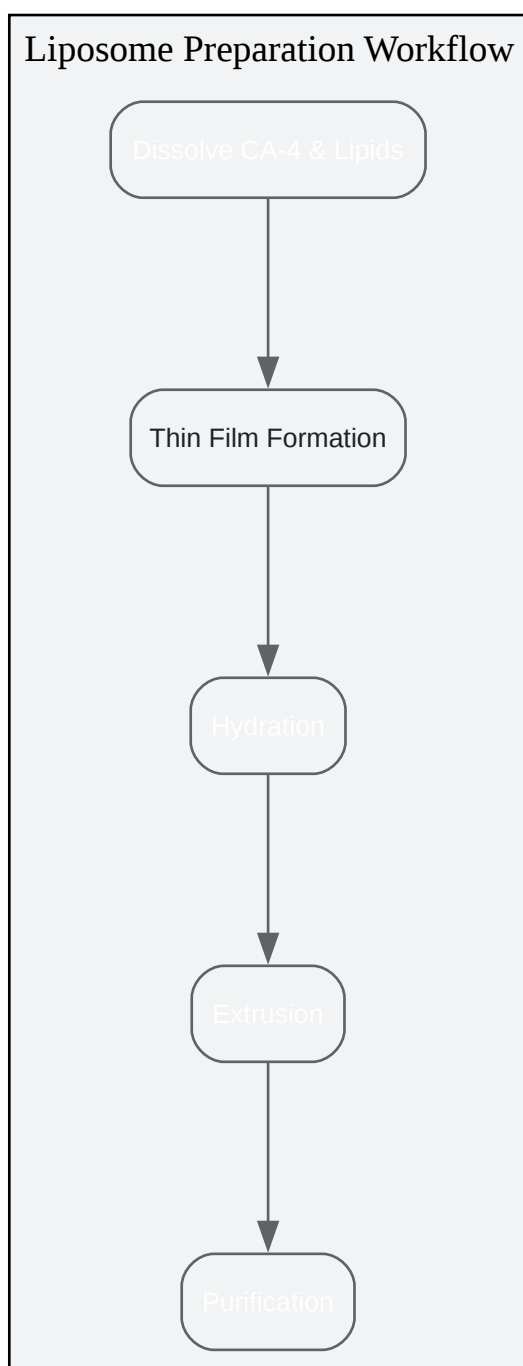 Liposome Preparation Workflow
Dissolve CA-4 & Lipids
Thin Film Formation
Hydration
Extrusion
Purification